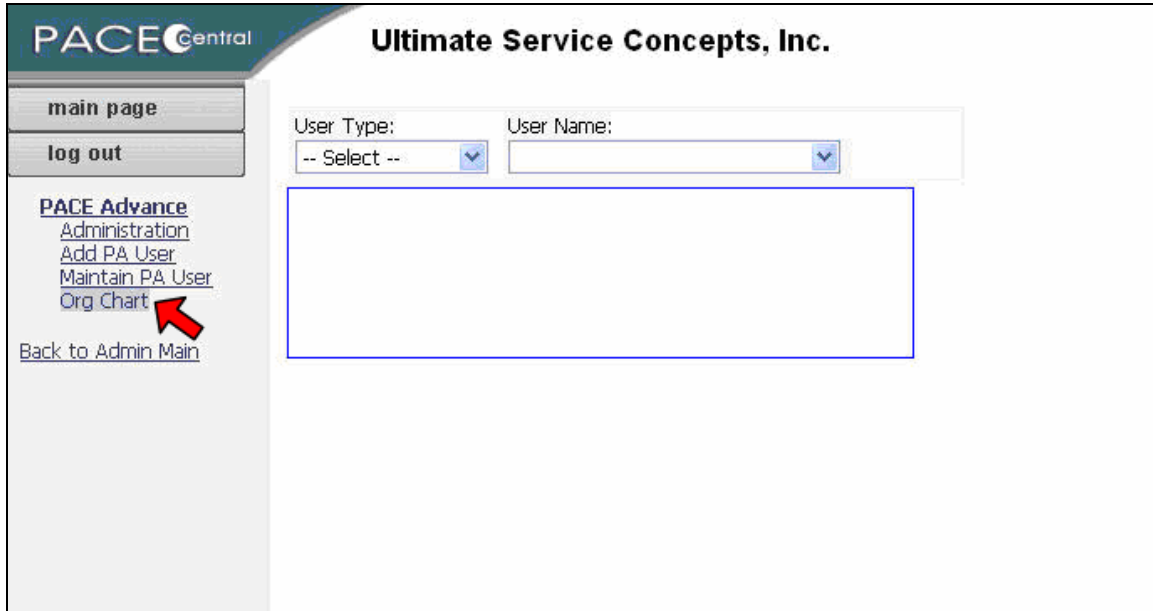 PACE Central
Ultimate Service Concepts, Inc.
main page
log out
User Type:
User Name:
-- Select --
PACE Advance
Administration
Add PA User
Maintain PA User
Org Chart
Back to Admin Main